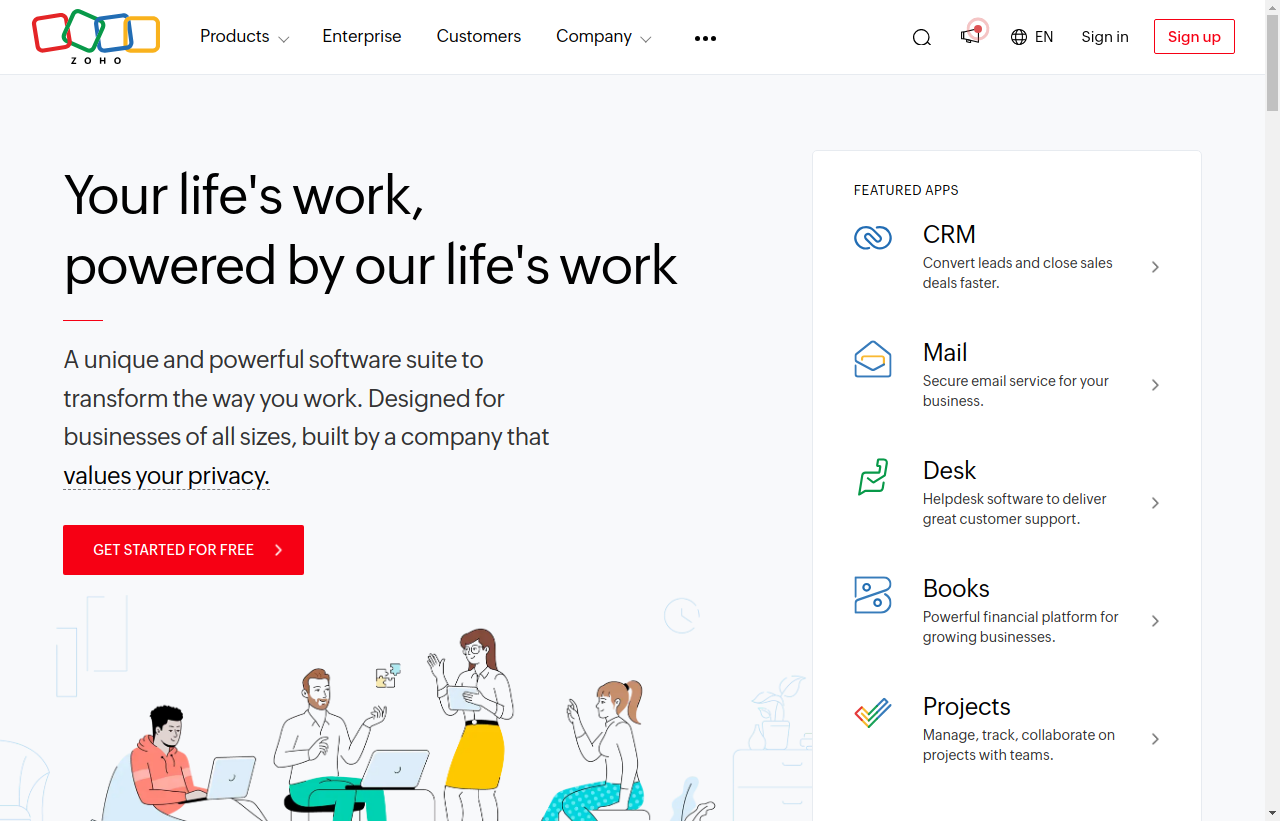 ZOHO
Products
Enterprise
Customers
Company
EN
Sign in
Sign up
Your life's work,
powered by our life's work
A unique and powerful software suite to
transform the way you work. Designed for
businesses of all sizes, built by a company that
values your privacy.
GET STARTED FOR FREE
FEATURED APPS
CRM
Convert leads and close sales
deals faster.
Mail
Secure email service for your
business.
Desk
Helpdesk software to deliver
great customer support.
Books
Powerful financial platform for
growing businesses.
Projects
Manage, track, collaborate on
projects with teams.